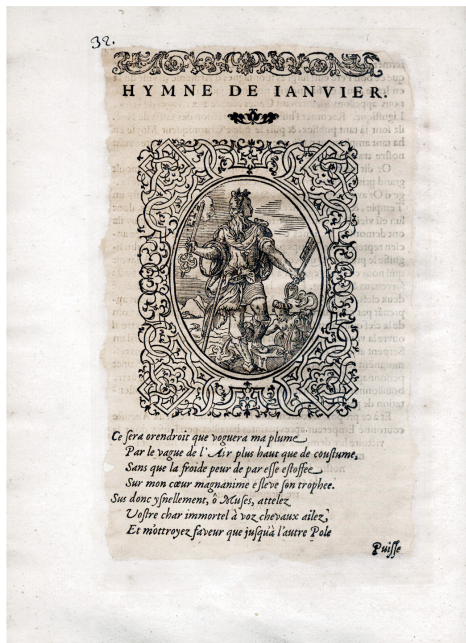 38.
HYMNE DE IANVIER.
Ce sera orendroit que voguera ma plume
Par le vague de l'Air plus haut que de coustume,
Sans que la froide peur de paresse estoffee
Sur mon cœur magnanime esleve son trophee.
Sus donc ysnellement, ô Muses, attelez
Vostre char immortel à voz chevaux ailez,
Et m'ottroyez faveur que jusqu'à l'autre Pole
Puisse